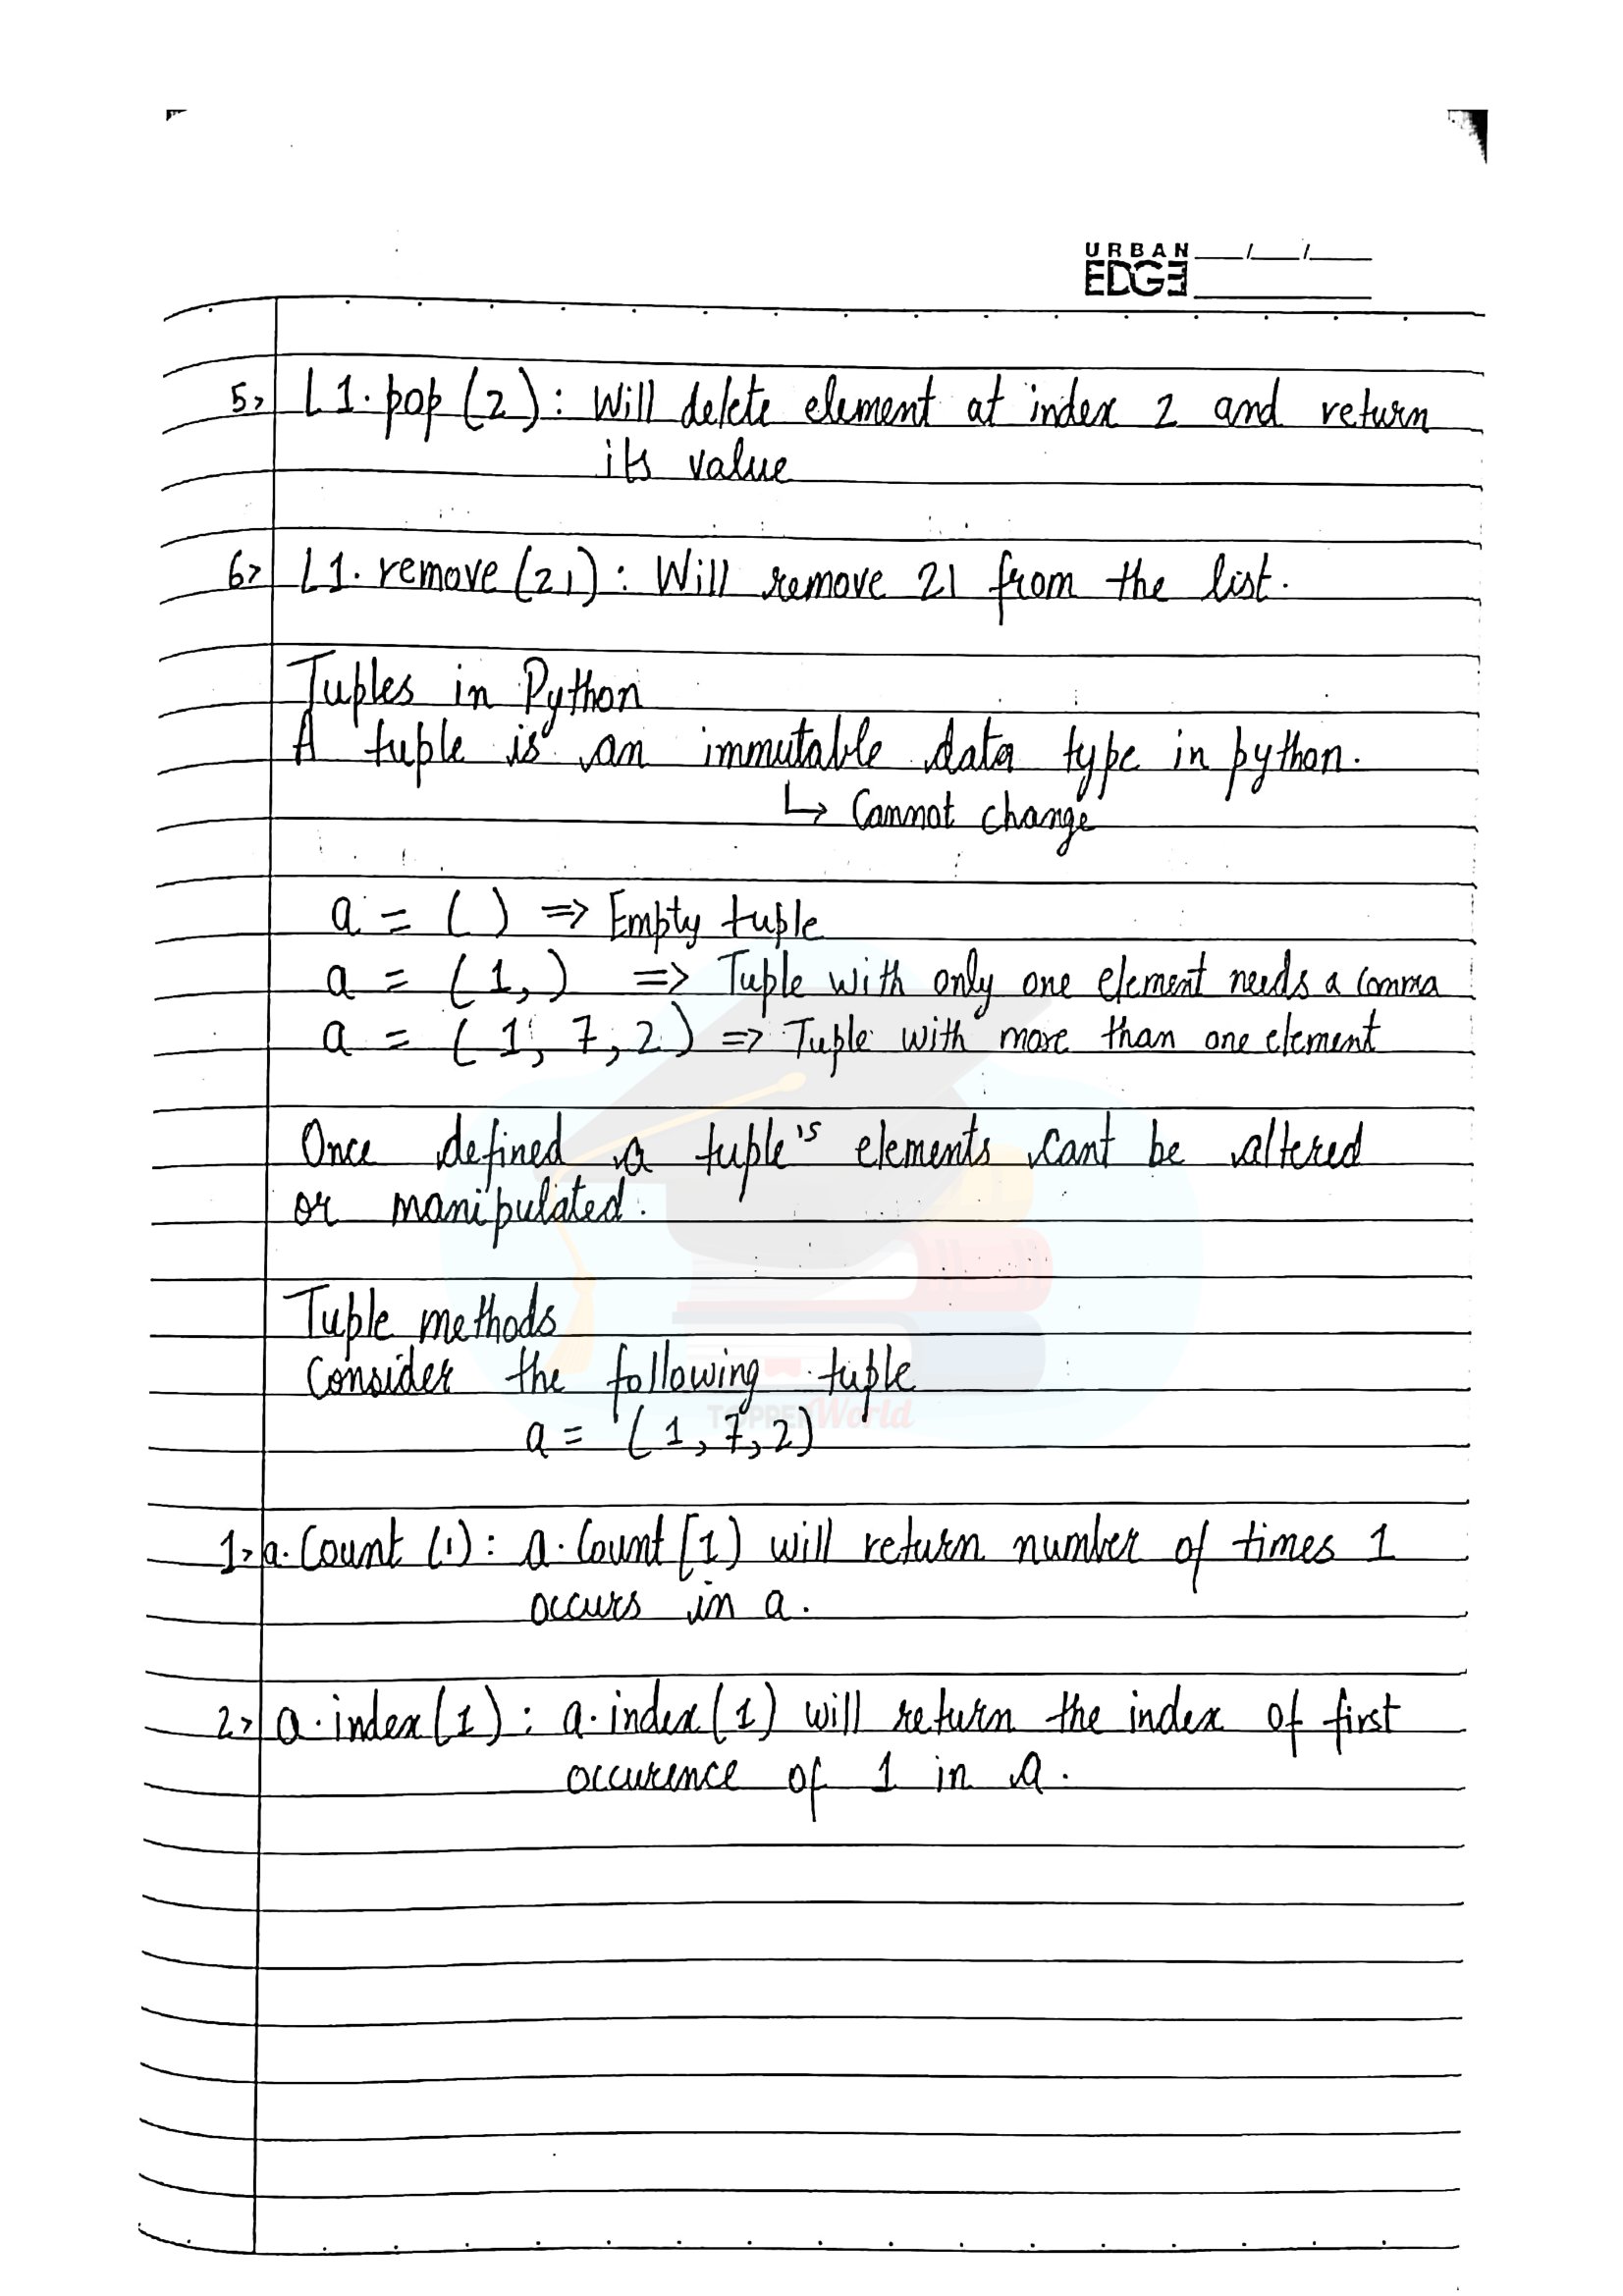 URBAN
EDGE
5> L1.pop(2): Will delete element at index 2 and return
its value
6> L1.remove(21): Will remove 21 from the list.
Tuples in Python
A tuple is an immutable data type in python.
↳ Cannot change
a = ( ) => Empty tuple
a = (1,) => Tuple with only one element needs a comma
a = (1, 7, 2) => Tuple with more than one element
Once defined a tuple's elements cant be altered
or manipulated.
Tuple methods
Consider the following tuple
TOPPERWorld
a = (1, 7, 2)
1> a.Count(1): a.Count[1) will return number of times 1
occurs in a.
2> a.index(1): a.index(1) will return the index of first
occurence of 1 in a.